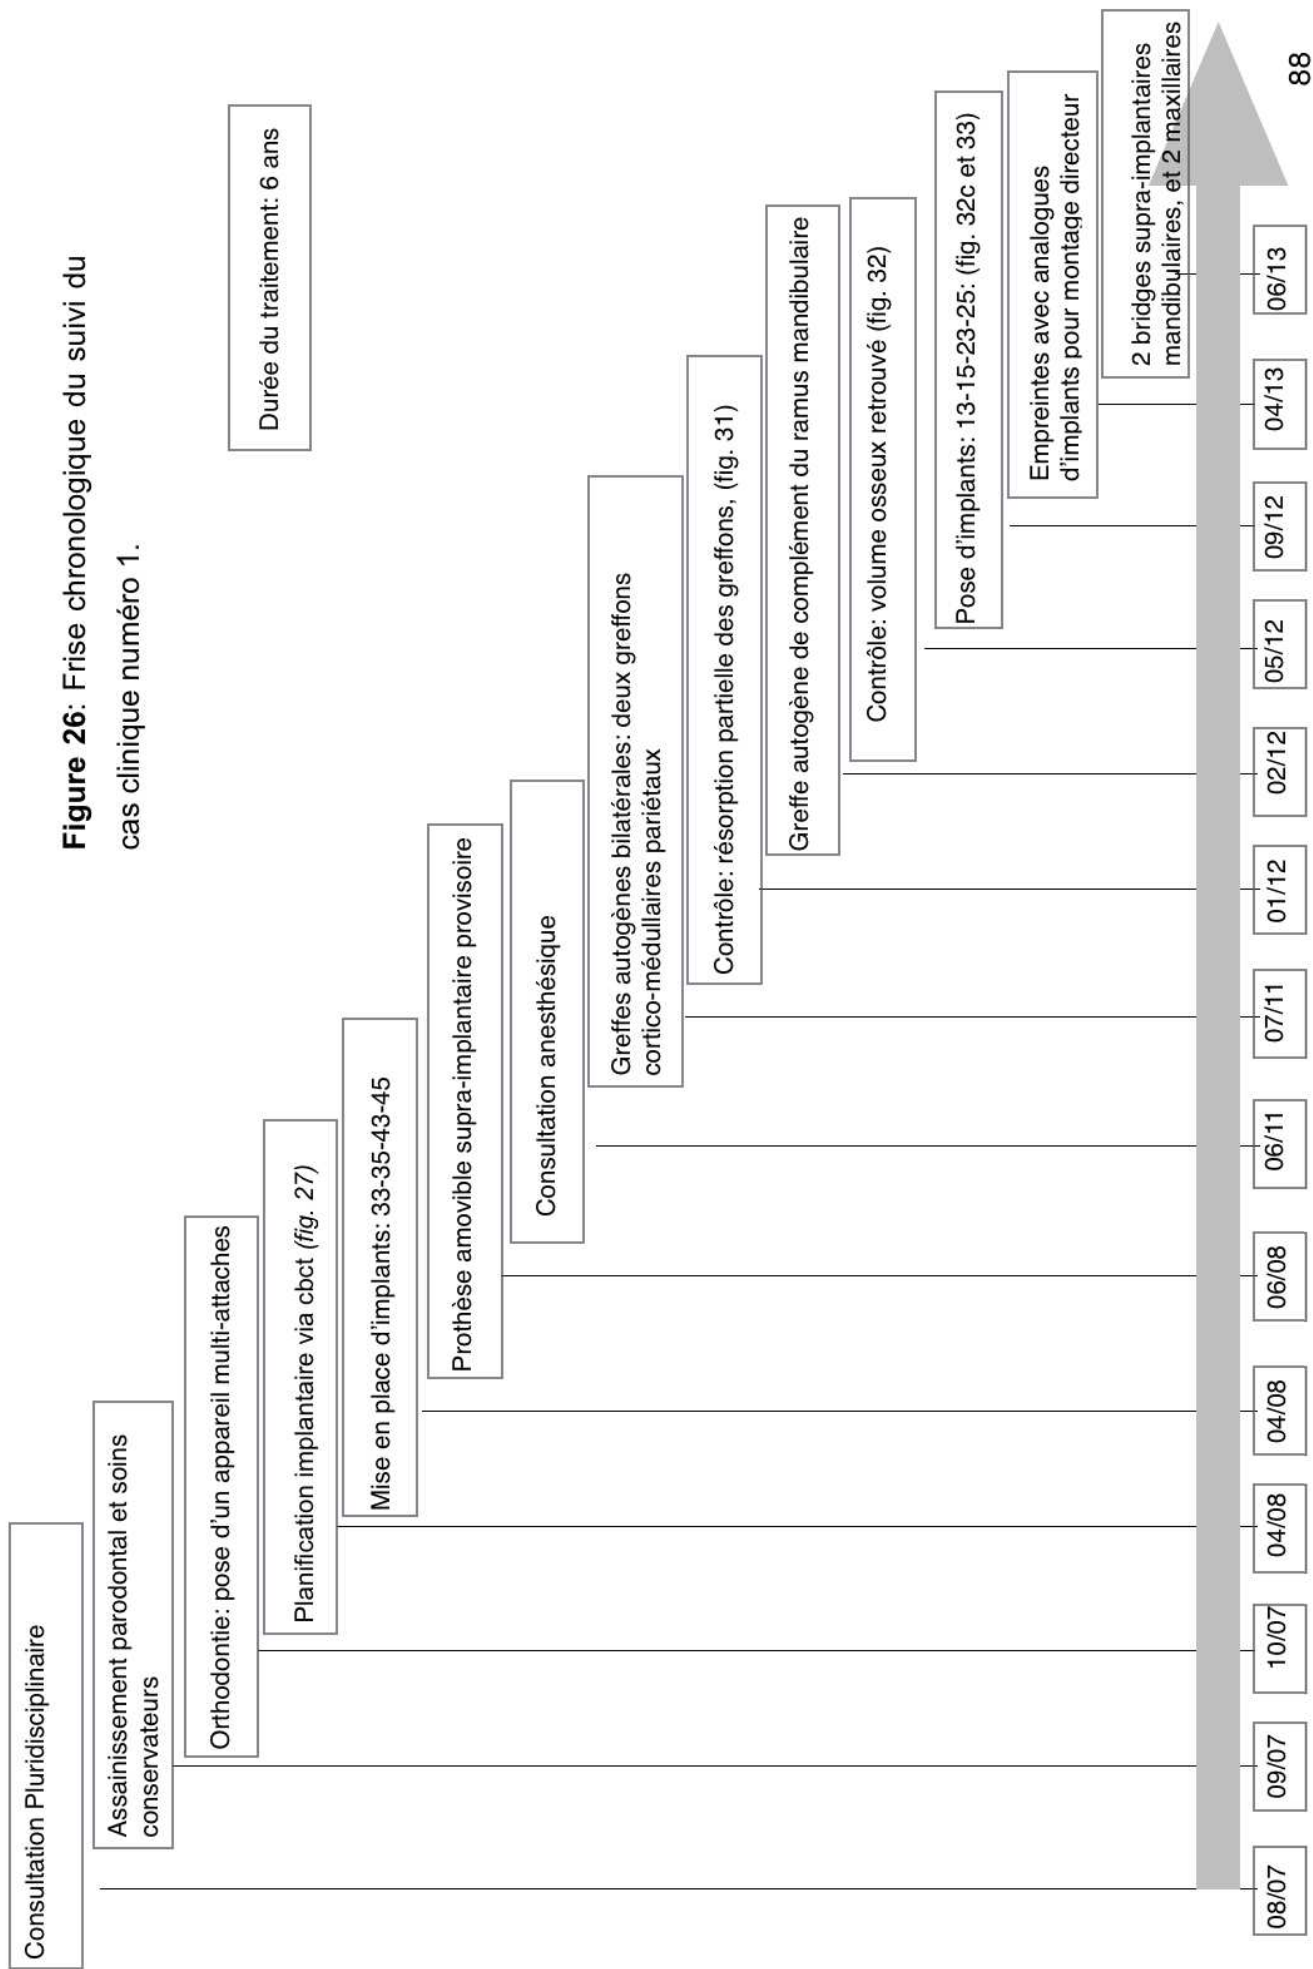 Figure 26: Frise chronologique du suivi du
cas clinique numéro 1.
Durée du traitement: 6 ans
Consultation Pluridisciplinaire
Assainissement parodontal et soins
conservateurs
Orthodontie: pose d'un appareil multi-attaches
Planification implantaire via cbct (fig. 27)
Mise en place d'implants: 33-35-43-45
Prothèse amovible supra-implantaire provisoire
Consultation anesthésique
Greffes autogènes bilatérales: deux greffons
cortico-médullaires pariétaux
Contrôle: résorption partielle des greffons, (fig. 31)
Greffe autogène de complément du ramus mandibulaire
Contrôle: volume osseux retrouvé (fig. 32)
Pose d'implants: 13-15-23-25: (fig. 32c et 33)
Empreintes avec analogues
d'implants pour montage directeur
2 bridges supra-implantaires
mandibulaires, et 2 maxillaires
08/07
09/07
10/07
04/08
04/08
06/08
06/11
07/11
01/12
02/12
05/12
09/12
04/13
06/13
88